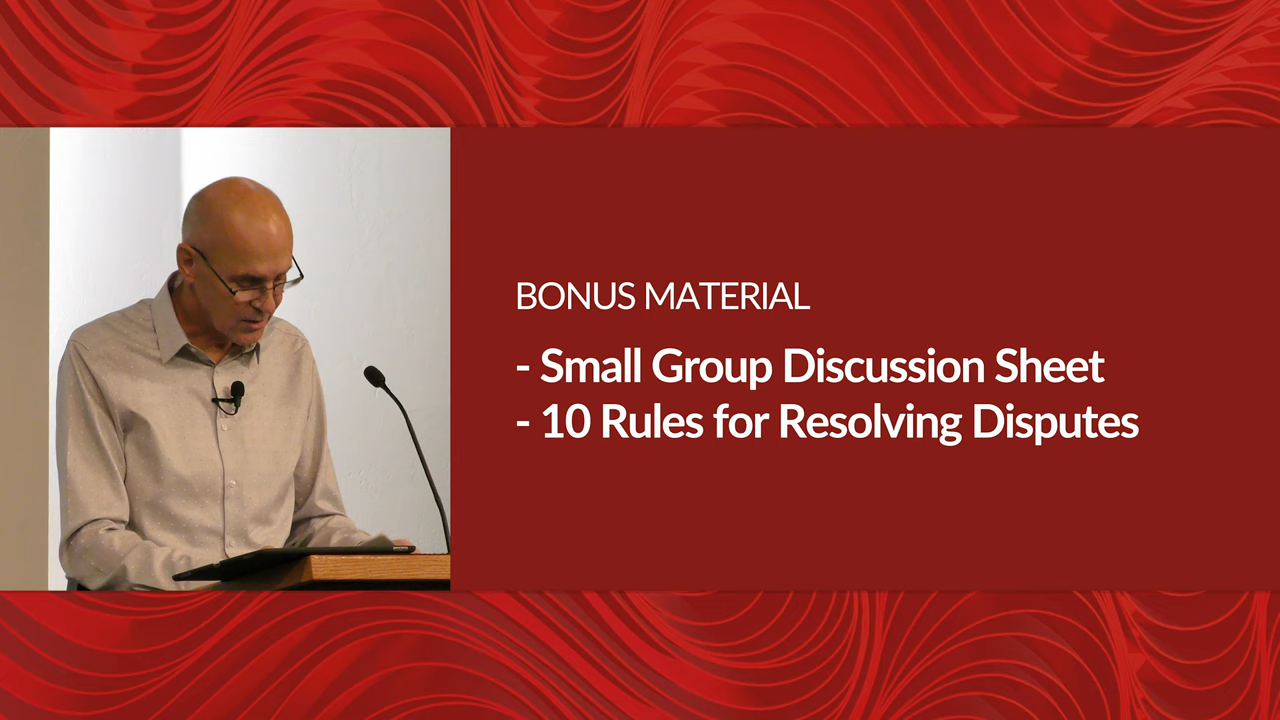 BONUS MATERIAL
- Small Group Discussion Sheet
- 10 Rules for Resolving Disputes